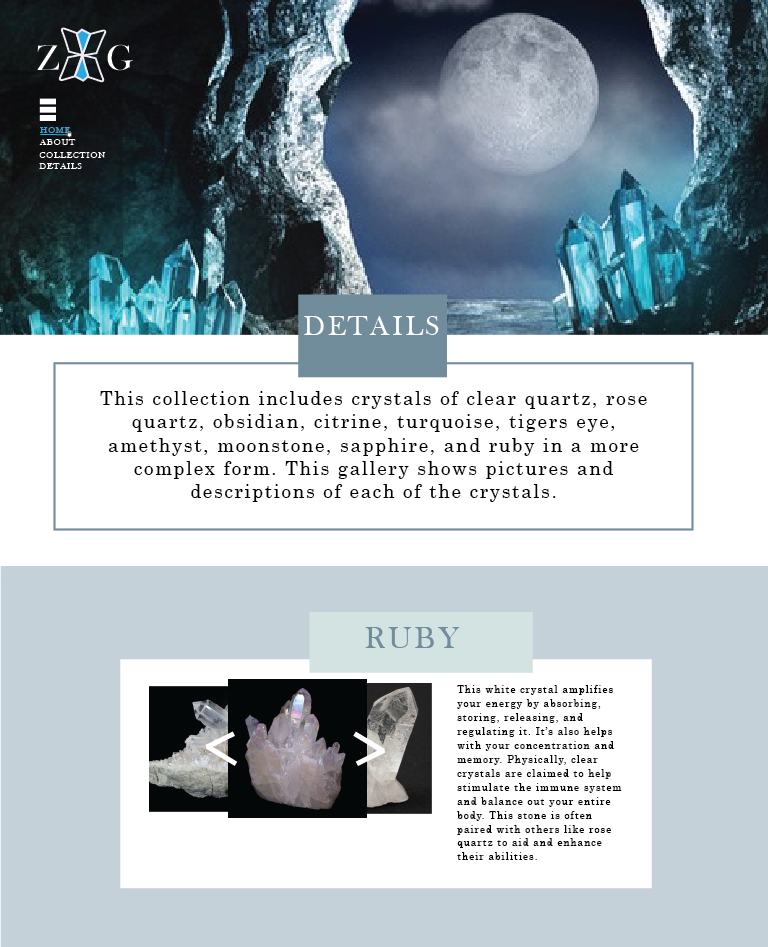 Z G
HOME
ABOUT
COLLECTION
DETAILS
DETAILS
This collection includes crystals of clear quartz, rose
quartz, obsidian, citrine, turquoise, tigers eye,
amethyst, moonstone, sapphire, and ruby in a more
complex form. This gallery shows pictures and
descriptions of each of the crystals.
RUBY
This white crystal amplifies
your energy by absorbing,
storing, releasing, and
regulating it. It's also helps
with your concentration and
memory. Physically, clear
crystals are claimed to help
stimulate the immune system
and balance out your entire
body. This stone is often
paired with others like rose
quartz to aid and enhance
their abilities.